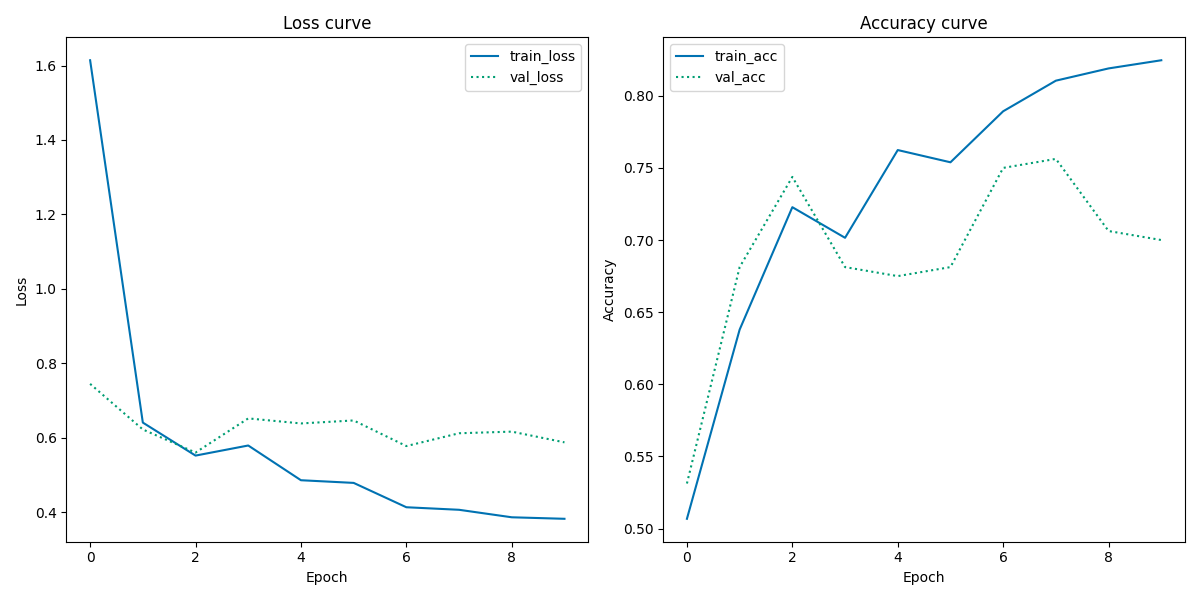 Loss curve
train_loss
val_loss
1.6
1.4
1.2
1.0
0.8
0.6
0.4
Loss
0 2 4 6 8
Epoch
Accuracy curve
train_acc
val_acc
0.80
0.75
0.70
0.65
0.60
0.55
0.50
Accuracy
0 2 4 6 8
Epoch